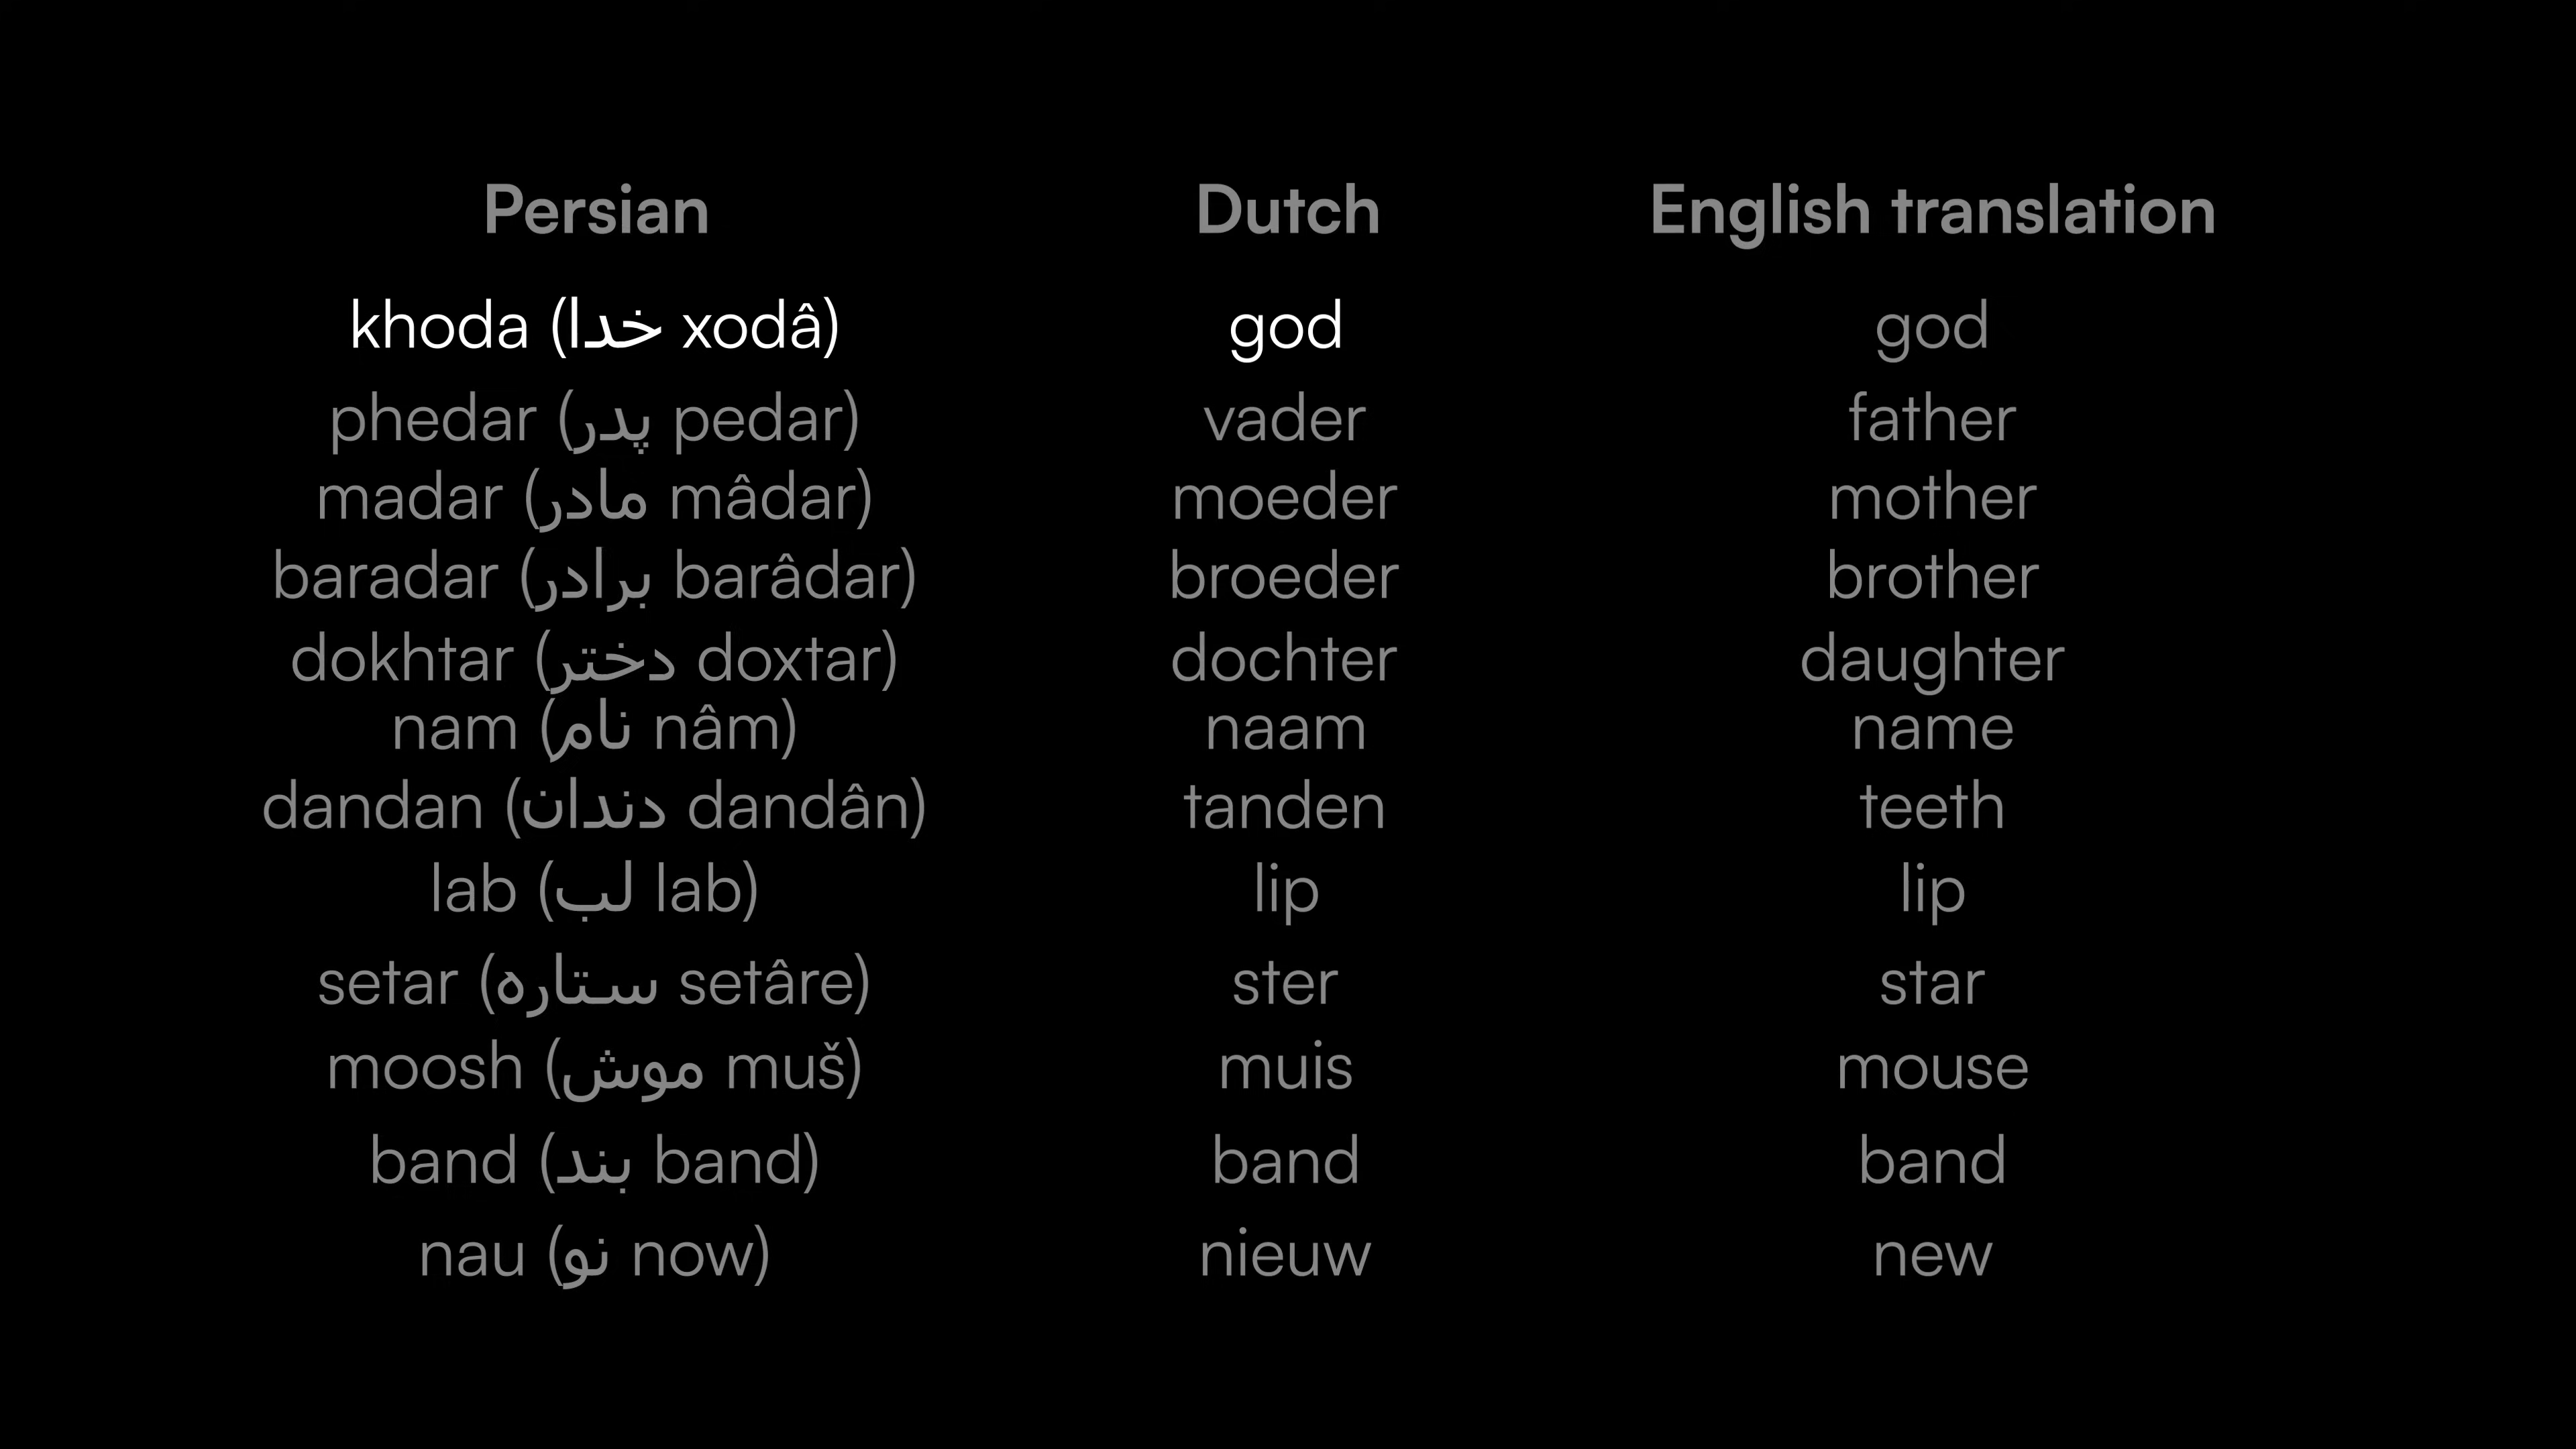 Persian Dutch English translation
khoda (خدا xodâ) god god
phedar (پدر pedar) vader father
madar (مادر mâdar) moeder mother
baradar (برادر barâdar) broeder brother
dokhtar (دختر doxtar) dochter daughter
nam (نام nâm) naam name
dandan (دندان dandân) tanden teeth
lab (لب lab) lip lip
setar (ستاره setâre) ster star
moosh (موش muš) muis mouse
band (بند band) band band
nau (نو now) nieuw new